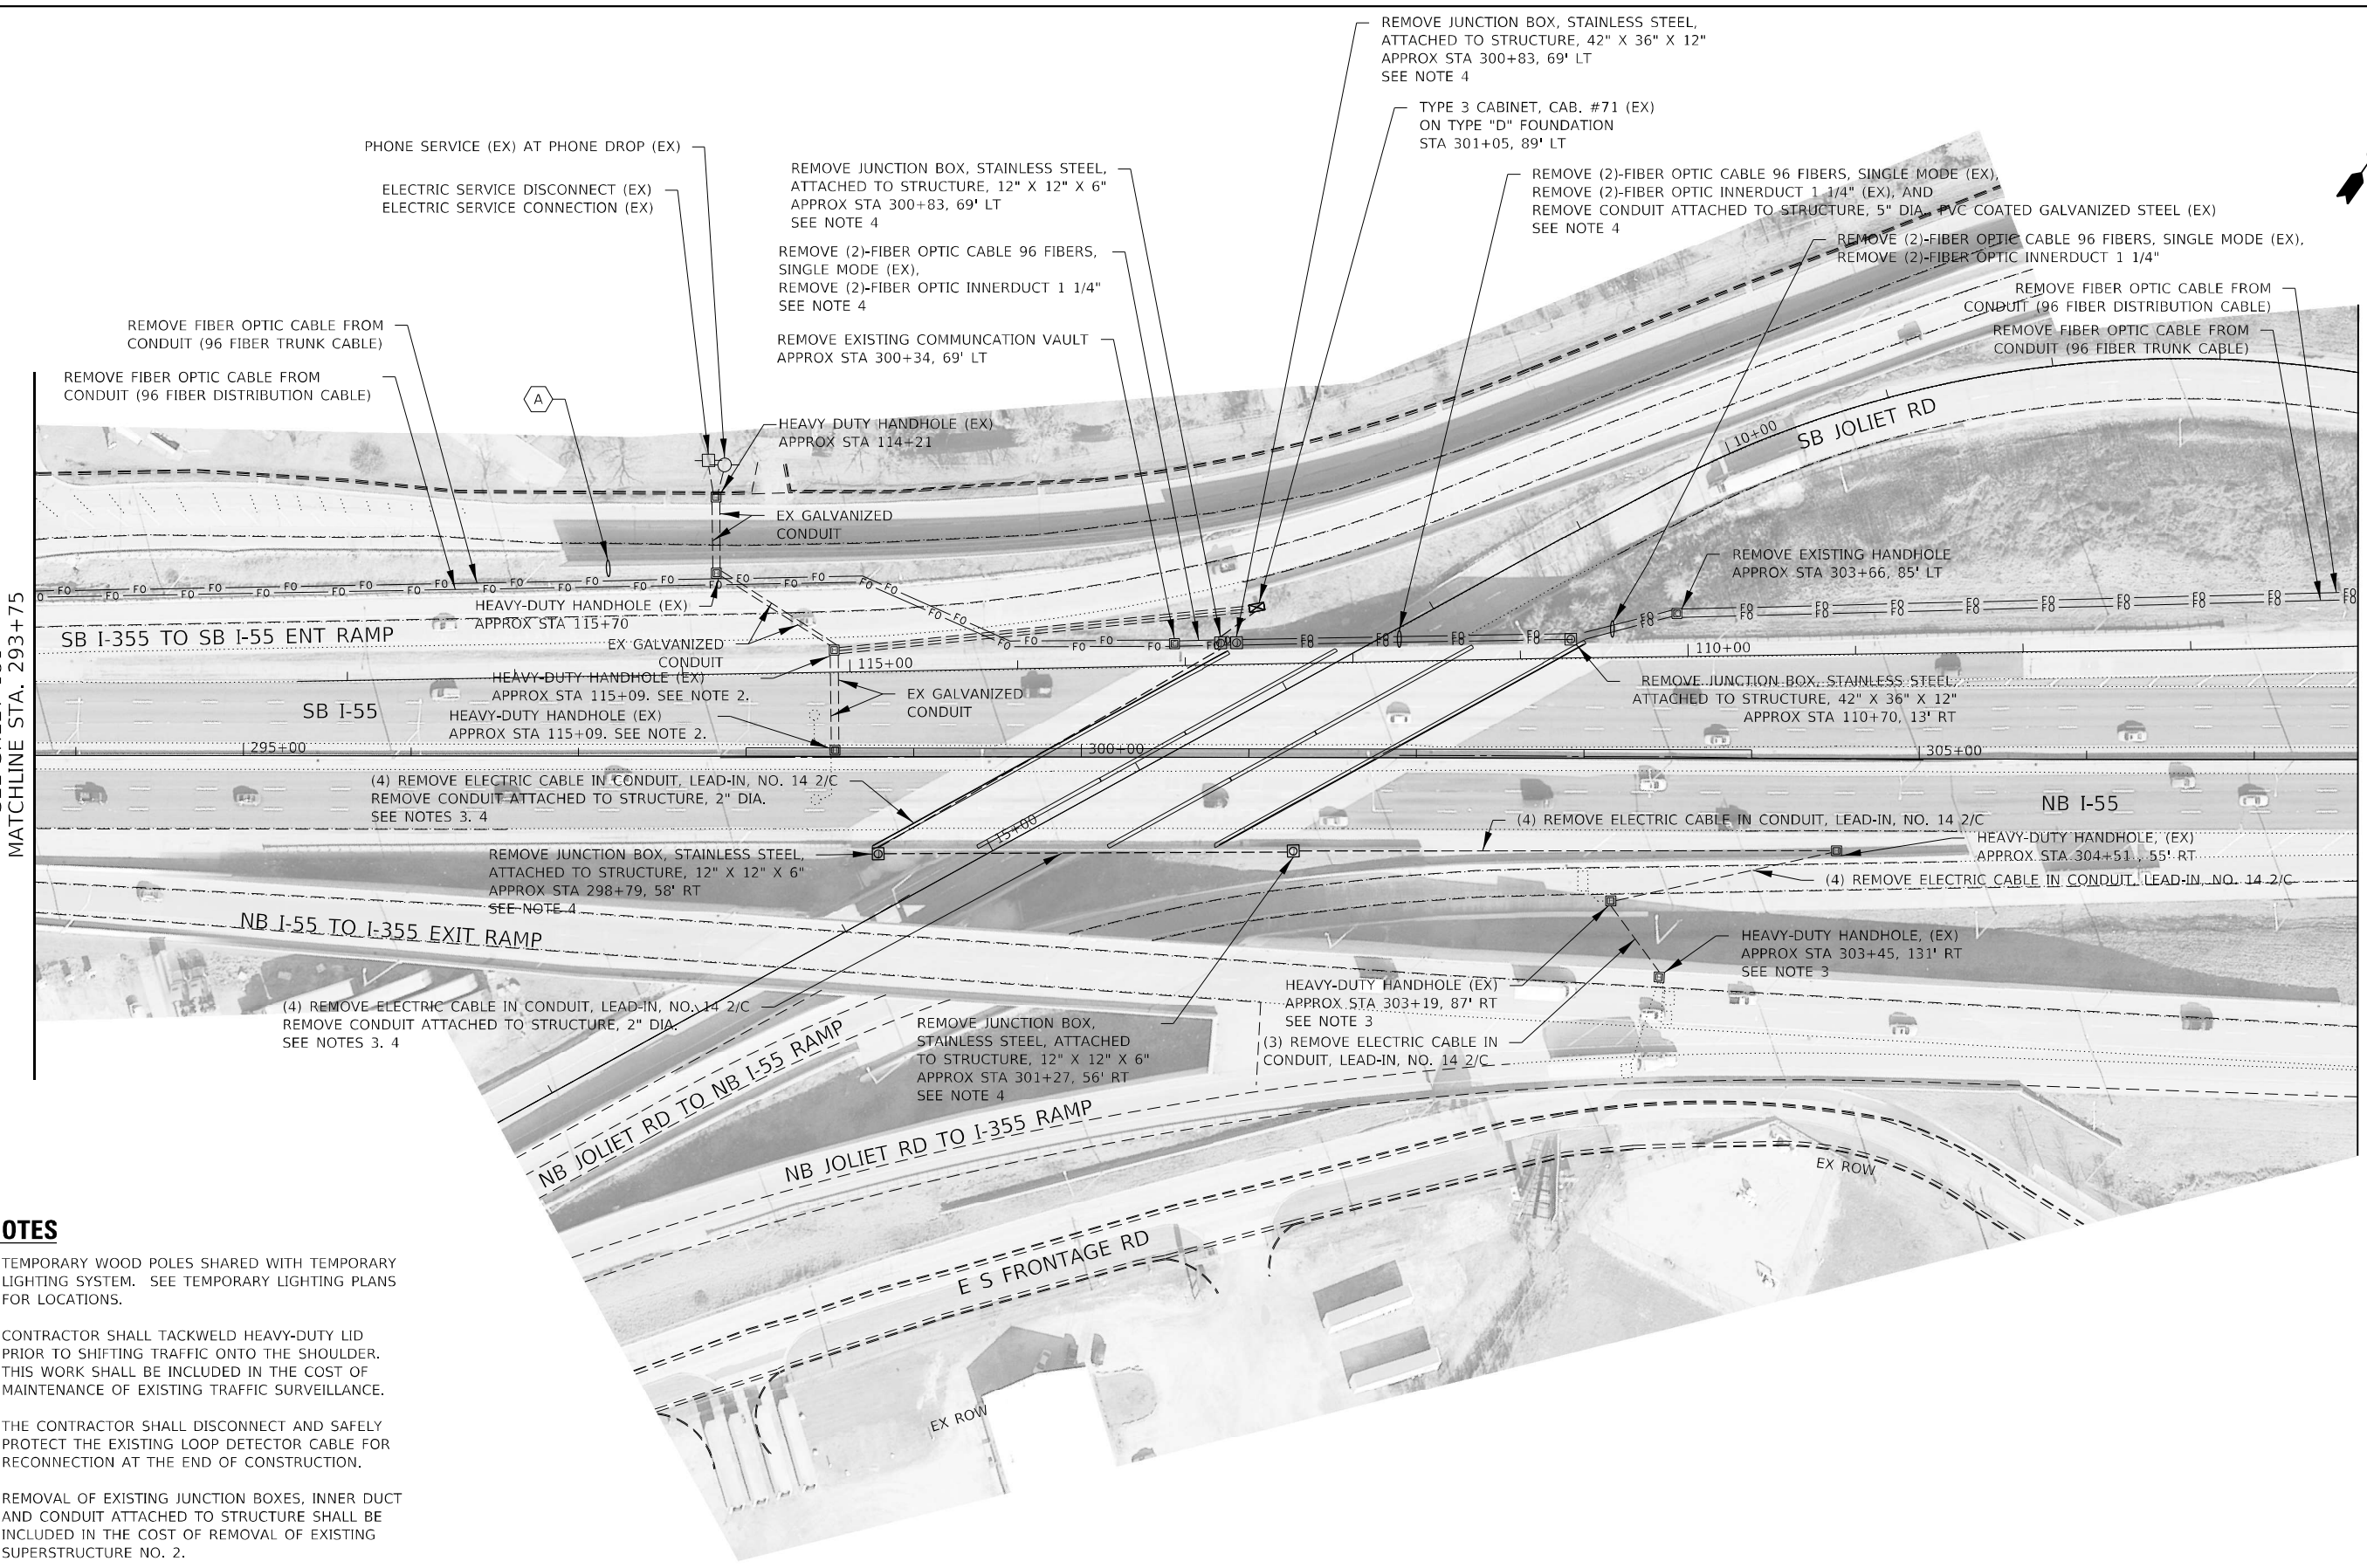 REMOVE JUNCTION BOX, STAINLESS STEEL,
ATTACHED TO STRUCTURE, 42" X 36" X 12"
APPROX STA 300+83, 69' LT
SEE NOTE 4
TYPE 3 CABINET, CAB. #71 (EX)
ON TYPE "D" FOUNDATION
STA 301+05, 89' LT
PHONE SERVICE (EX) AT PHONE DROP (EX)
ELECTRIC SERVICE DISCONNECT (EX)
ELECTRIC SERVICE CONNECTION (EX)
REMOVE JUNCTION BOX, STAINLESS STEEL,
ATTACHED TO STRUCTURE, 12" X 12" X 6"
APPROX STA 300+83, 69' LT
SEE NOTE 4
REMOVE (2)-FIBER OPTIC CABLE 96 FIBERS, SINGLE MODE (EX),
REMOVE (2)-FIBER OPTIC INNERDUCT 1 1/4" (EX), AND
REMOVE CONDUIT ATTACHED TO STRUCTURE, 5" DIA. PVC COATED GALVANIZED STEEL (EX)
SEE NOTE 4
REMOVE (2)-FIBER OPTIC CABLE 96 FIBERS, SINGLE MODE (EX),
REMOVE (2)-FIBER OPTIC INNERDUCT 1 1/4"
REMOVE (2)-FIBER OPTIC CABLE 96 FIBERS,
SINGLE MODE (EX),
REMOVE (2)-FIBER OPTIC INNERDUCT 1 1/4"
SEE NOTE 4
REMOVE FIBER OPTIC CABLE FROM
CONDUIT (96 FIBER DISTRIBUTION CABLE)
REMOVE FIBER OPTIC CABLE FROM
CONDUIT (96 FIBER TRUNK CABLE)
REMOVE FIBER OPTIC CABLE FROM
CONDUIT (96 FIBER TRUNK CABLE)
REMOVE EXISTING COMMUNCATION VAULT
APPROX STA 300+34, 69' LT
REMOVE FIBER OPTIC CABLE FROM
CONDUIT (96 FIBER DISTRIBUTION CABLE)
A
HEAVY DUTY HANDHOLE (EX)
APPROX STA 114+21
10+00
SB JOLIET RD
EX GALVANIZED
CONDUIT
REMOVE EXISTING HANDHOLE
APPROX STA 303+66, 85' LT
FO FO FO FO FO FO FO FO FO FO FO
HEAVY-DUTY HANDHOLE (EX)
APPROX STA 115+70
SB I-355 TO SB I-55 ENT RAMP
EX GALVANIZED
CONDUIT
115+00
110+00
HEAVY-DUTY HANDHOLE (EX)
APPROX STA 115+09. SEE NOTE 2.
EX GALVANIZED
CONDUIT
REMOVE JUNCTION BOX, STAINLESS STEEL,
ATTACHED TO STRUCTURE, 42" X 36" X 12"
APPROX STA 110+70, 13' RT
SB I-55
HEAVY-DUTY HANDHOLE (EX)
APPROX STA 115+09. SEE NOTE 2.
MATCHLINE STA. 293+75
295+00
300+00
305+00
(4) REMOVE ELECTRIC CABLE IN CONDUIT, LEAD-IN, NO. 14 2/C
REMOVE CONDUIT ATTACHED TO STRUCTURE, 2" DIA.
SEE NOTES 3. 4
NB I-55
15+00
(4) REMOVE ELECTRIC CABLE IN CONDUIT, LEAD-IN, NO. 14 2/C
HEAVY-DUTY HANDHOLE, (EX)
APPROX STA 304+51 , 55' RT
REMOVE JUNCTION BOX, STAINLESS STEEL,
ATTACHED TO STRUCTURE, 12" X 12" X 6"
APPROX STA 298+79, 58' RT
SEE NOTE 4
(4) REMOVE ELECTRIC CABLE IN CONDUIT, LEAD-IN, NO. 14 2/C
NB I-55 TO I-355 EXIT RAMP
HEAVY-DUTY HANDHOLE, (EX)
APPROX STA 303+45, 131' RT
SEE NOTE 3
HEAVY-DUTY HANDHOLE (EX)
APPROX STA 303+19, 87' RT
SEE NOTE 3
(4) REMOVE ELECTRIC CABLE IN CONDUIT, LEAD-IN, NO. 14 2/C
REMOVE CONDUIT ATTACHED TO STRUCTURE, 2" DIA.
SEE NOTES 3. 4
REMOVE JUNCTION BOX,
STAINLESS STEEL, ATTACHED
TO STRUCTURE, 12" X 12" X 6"
APPROX STA 301+27, 56' RT
SEE NOTE 4
(3) REMOVE ELECTRIC CABLE IN
CONDUIT, LEAD-IN, NO. 14 2/C
NB JOLIET RD TO NB I-55 RAMP
NB JOLIET RD TO I-355 RAMP
EX ROW
E S FRONTAGE RD
EX ROW
OTES
TEMPORARY WOOD POLES SHARED WITH TEMPORARY
LIGHTING SYSTEM. SEE TEMPORARY LIGHTING PLANS
FOR LOCATIONS.
CONTRACTOR SHALL TACKWELD HEAVY-DUTY LID
PRIOR TO SHIFTING TRAFFIC ONTO THE SHOULDER.
THIS WORK SHALL BE INCLUDED IN THE COST OF
MAINTENANCE OF EXISTING TRAFFIC SURVEILLANCE.
THE CONTRACTOR SHALL DISCONNECT AND SAFELY
PROTECT THE EXISTING LOOP DETECTOR CABLE FOR
RECONNECTION AT THE END OF CONSTRUCTION.
REMOVAL OF EXISTING JUNCTION BOXES, INNER DUCT
AND CONDUIT ATTACHED TO STRUCTURE SHALL BE
INCLUDED IN THE COST OF REMOVAL OF EXISTING
SUPERSTRUCTURE NO. 2.